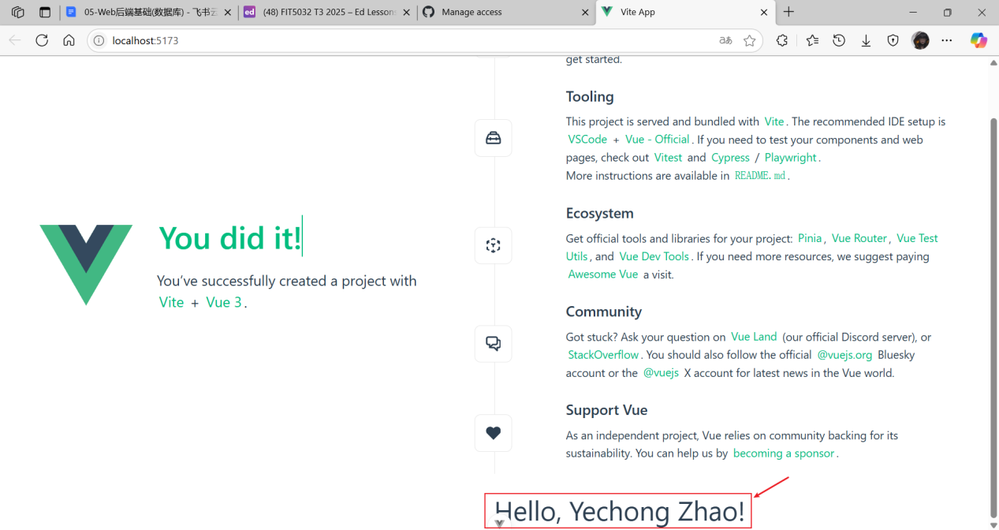 05-Web后端基础(数据库) - 飞书云
ed
(48) FIT5032 T3 2025 – Ed Lessons
Manage access
Vite App
localhost:5173
aあ
get started.
Tooling
This project is served and bundled with Vite. The recommended IDE setup is
VSCode + Vue - Official. If you need to test your components and web
pages, check out Vitest and Cypress / Playwright.
More instructions are available in README.md.
Ecosystem
Get official tools and libraries for your project: Pinia, Vue Router, Vue Test
Utils, and Vue Dev Tools. If you need more resources, we suggest paying
Awesome Vue a visit.
You did it!
You’ve successfully created a project with
Vite + Vue 3.
Community
Got stuck? Ask your question on Vue Land (our official Discord server), or
StackOverflow. You should also follow the official @vuejs.org Bluesky
account or the @vuejs X account for latest news in the Vue world.
Support Vue
As an independent project, Vue relies on community backing for its
sustainability. You can help us by becoming a sponsor.
Hello, Yechong Zhao!